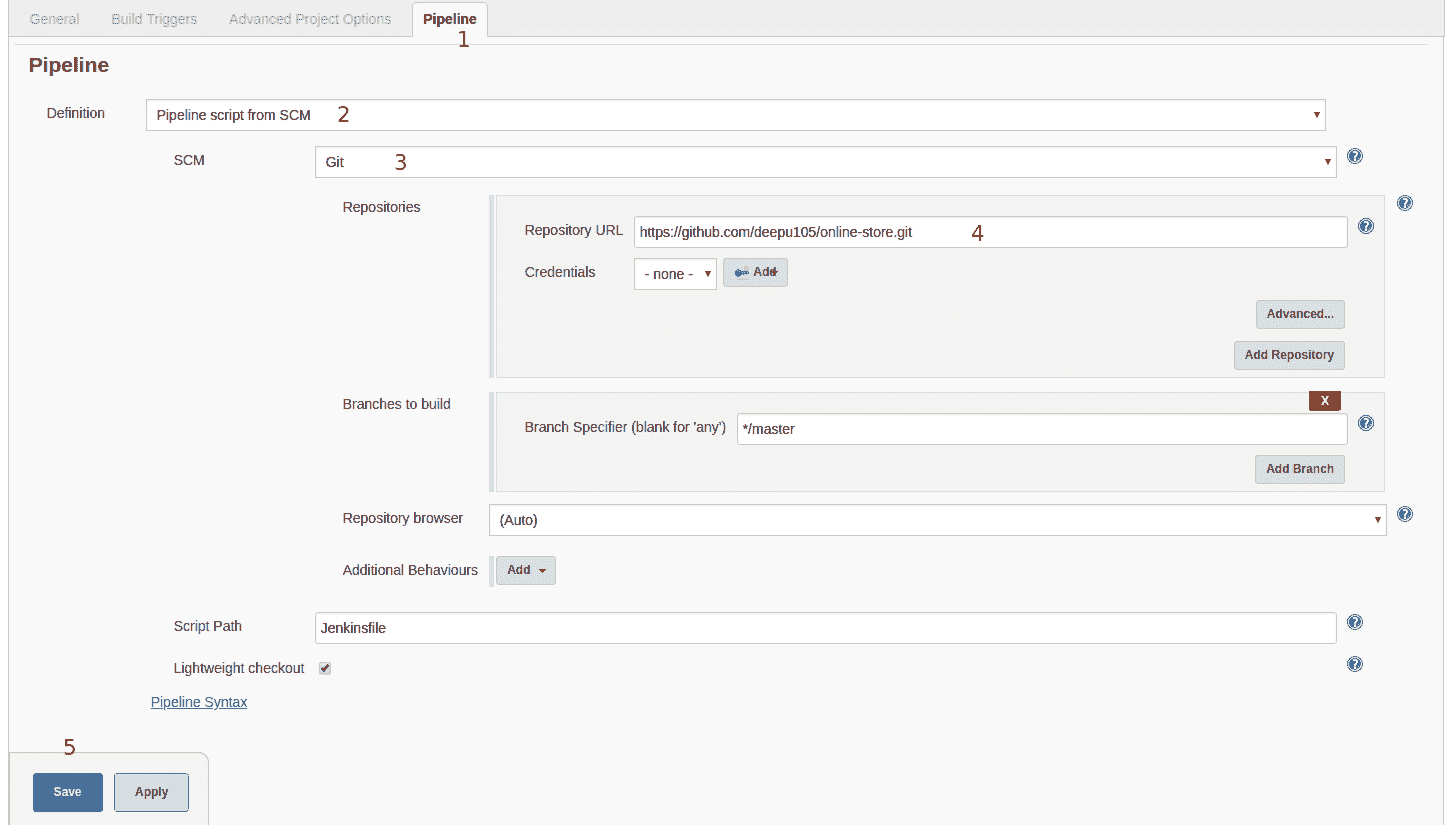 General Build Triggers Advanced Project Options Pipeline
1
Pipeline
Definition Pipeline script from SCM 2
SCM Git 3
Repositories
Repository URL https://github.com/deepu105/online-store.git 4
Credentials - none - Add
Advanced...
Add Repository
Branches to build X
Branch Specifier (blank for 'any') */master
Add Branch
Repository browser (Auto)
Additional Behaviours Add
Script Path Jenkinsfile
Lightweight checkout
Pipeline Syntax
5
Save Apply